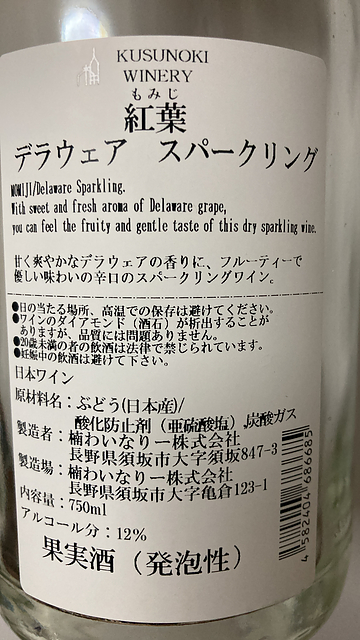 KUSUNOKI
WINERY
もみじ
紅葉
デラウェア　スパークリング
MOMIJI/Delaware Sparkling.
With sweet and fresh aroma of Delaware grape,
you can feel the fruity and gentle taste of this dry sparkling wine.
甘く爽やかなデラウェアの香りに、フルーティーで
優しい味わいの辛口のスパークリングワイン。
●日の当たる場所、高温での保存は避けてください。
●ワインのダイアモンド（酒石）が析出することが
ありますが、品質には問題ありません。
●20歳未満の者の飲酒は法律で禁じられています。
●妊娠中の飲酒は避けて下さい。
日本ワイン
原材料名：ぶどう(日本産)/
酸化防止剤（亜硫酸塩）,炭酸ガス
製造者：楠わいなりー株式会社
長野県須坂市大字須坂847-3
製造場：楠わいなりー株式会社
長野県須坂市大字亀倉123-1
内容量：750ml
アルコール分：12%
果実酒（発泡性）
4 582404 686685